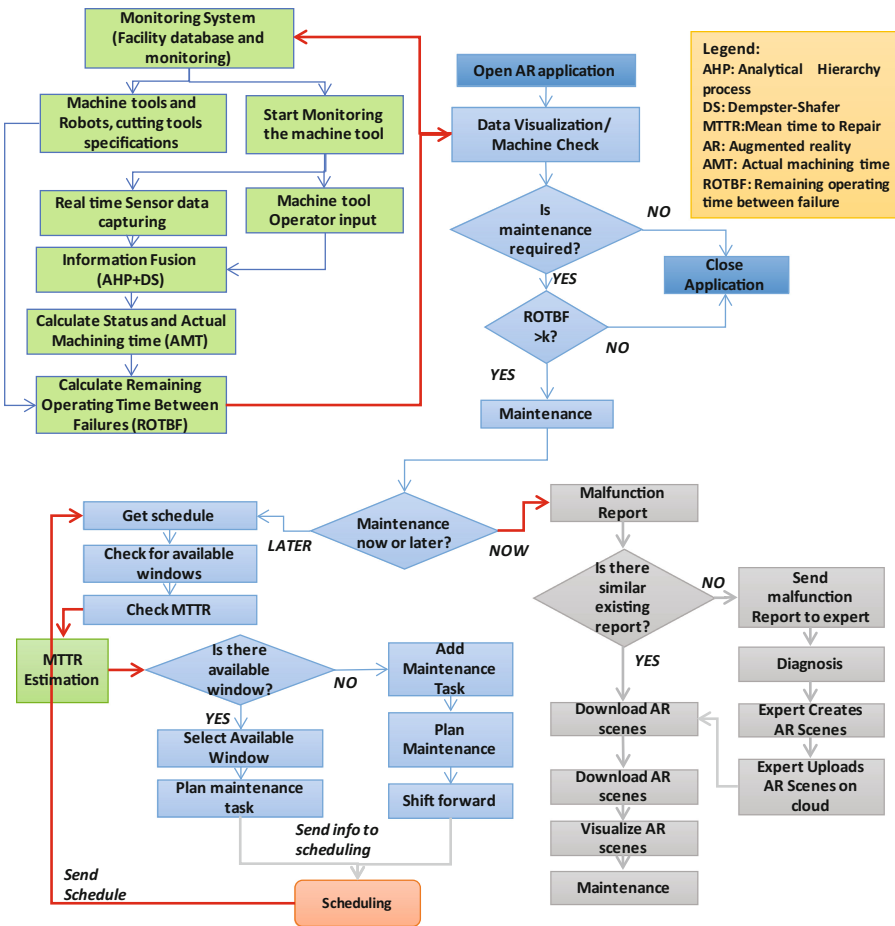 Monitoring System
(Facility database and
monitoring)
Machine tools and
Robots, cutting tools
specifications
Start Monitoring
the machine tool
Real time Sensor data
capturing
Machine tool
Operator input
Information Fusion
(AHP+DS)
Calculate Status and Actual
Machining time (AMT)
Calculate Remaining
Operating Time Between
Failures (ROTBF)
Open AR application
Data Visualization/
Machine Check
Is
maintenance
required?
NO
YES
Close
Application
ROTBF
>k?
NO
YES
Maintenance
Legend:
AHP: Analytical Hierarchy
process
DS: Dempster-Shafer
MTTR:Mean time to Repair
AR: Augmented reality
AMT: Actual machining time
ROTBF: Remaining operating
time between failure
Maintenance
now or later?
LATER
NOW
Get schedule
Check for available
windows
Check MTTR
MTTR
Estimation
Is there
available
window?
NO
YES
Select Available
Window
Plan maintenance
task
Add
Maintenance
Task
Plan
Maintenance
Shift forward
Send info to
scheduling
Send
Schedule
Scheduling
Malfunction
Report
Is there
similar
existing
report?
NO
YES
Send
malfunction
Report to expert
Diagnosis
Expert Creates
AR Scenes
Expert Uploads
AR Scenes on
cloud
Download AR
scenes
Download AR
scenes
Visualize AR
scenes
Maintenance